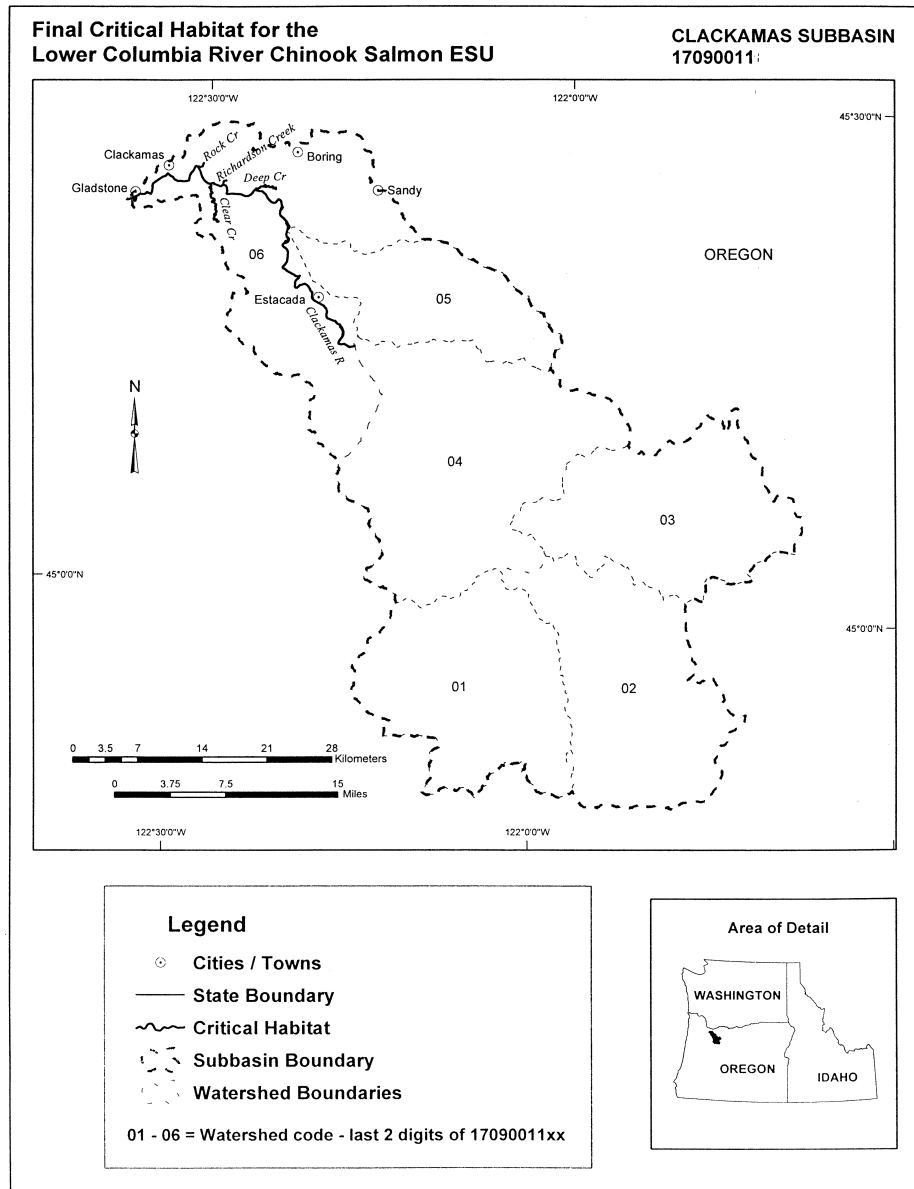 Final Critical Habitat for the
Lower Columbia River Chinook Salmon ESU
CLACKAMAS SUBBASIN
17090011
122°30'0"W
122°0'0"W
45°30'0"N
Clackamas
Rock Cr
Richardson Creek
Boring
Gladstone
Deep Cr
Sandy
Clear Cr
06
OREGON
05
Estacada
Clackamas R
N
04
03
45°0'0"N
45°0'0"N
01
02
0 3.5 7 14 21 28
Kilometers
0 3.75 7.5 15
Miles
122°30'0"W
122°0'0"W
Legend
Cities / Towns
State Boundary
Critical Habitat
Subbasin Boundary
Watershed Boundaries
01 - 06 = Watershed code - last 2 digits of 17090011xx
Area of Detail
WASHINGTON
OREGON
IDAHO